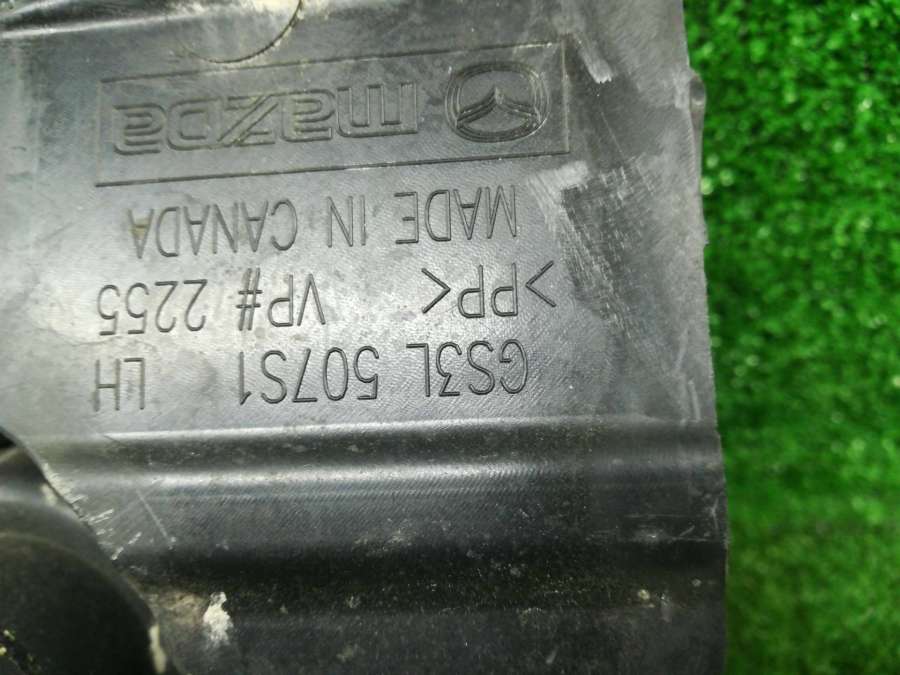 GS3L 507S1 LH
>PP< VP# 2255
MADE IN CANADA
mazda